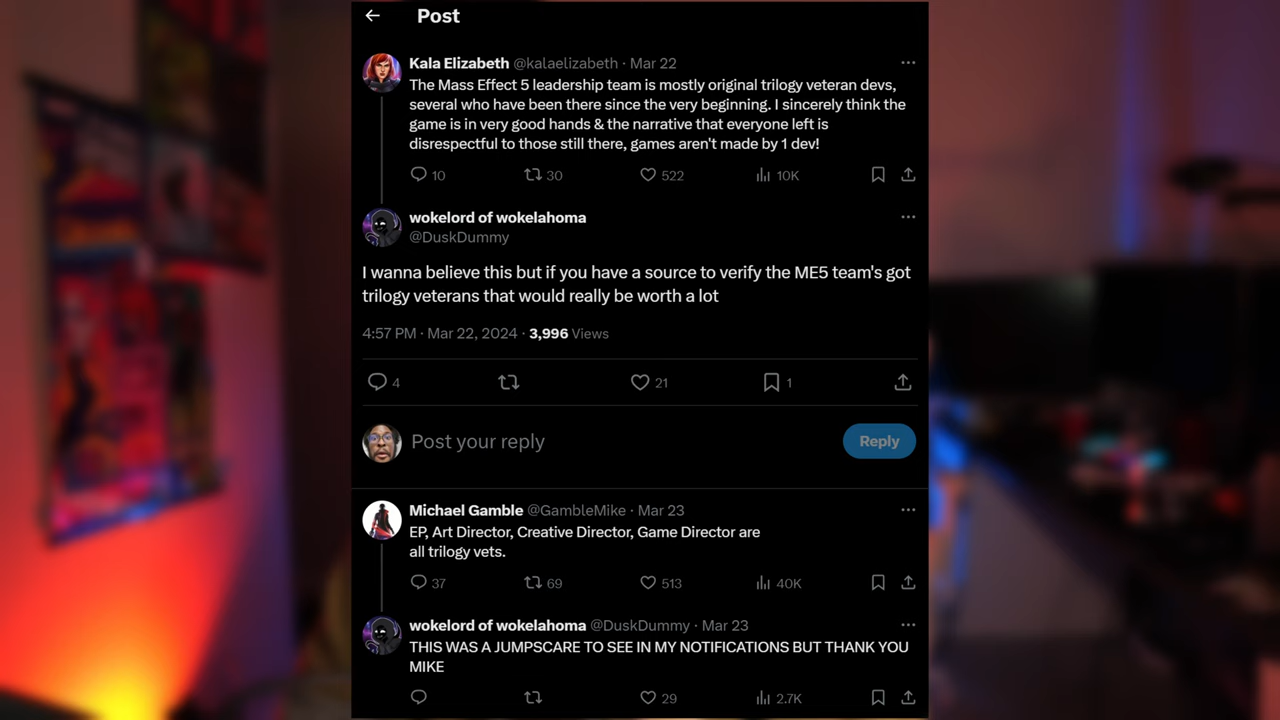 Post
Kala Elizabeth @kalaelizabeth · Mar 22
The Mass Effect 5 leadership team is mostly original trilogy veteran devs,
several who have been there since the very beginning. I sincerely think the
game is in very good hands & the narrative that everyone left is
disrespectful to those still there, games aren't made by 1 dev!
10 30 522 10K
wokelord of wokelahoma
@DuskDummy
I wanna believe this but if you have a source to verify the ME5 team's got
trilogy veterans that would really be worth a lot
4:57 PM · Mar 22, 2024 · 3,996 Views
4 21 1
Post your reply
Reply
Michael Gamble @GambleMike · Mar 23
EP, Art Director, Creative Director, Game Director are
all trilogy vets.
37 69 513 40K
wokelord of wokelahoma @DuskDummy · Mar 23
THIS WAS A JUMPSCARE TO SEE IN MY NOTIFICATIONS BUT THANK YOU
MIKE
29 2.7K